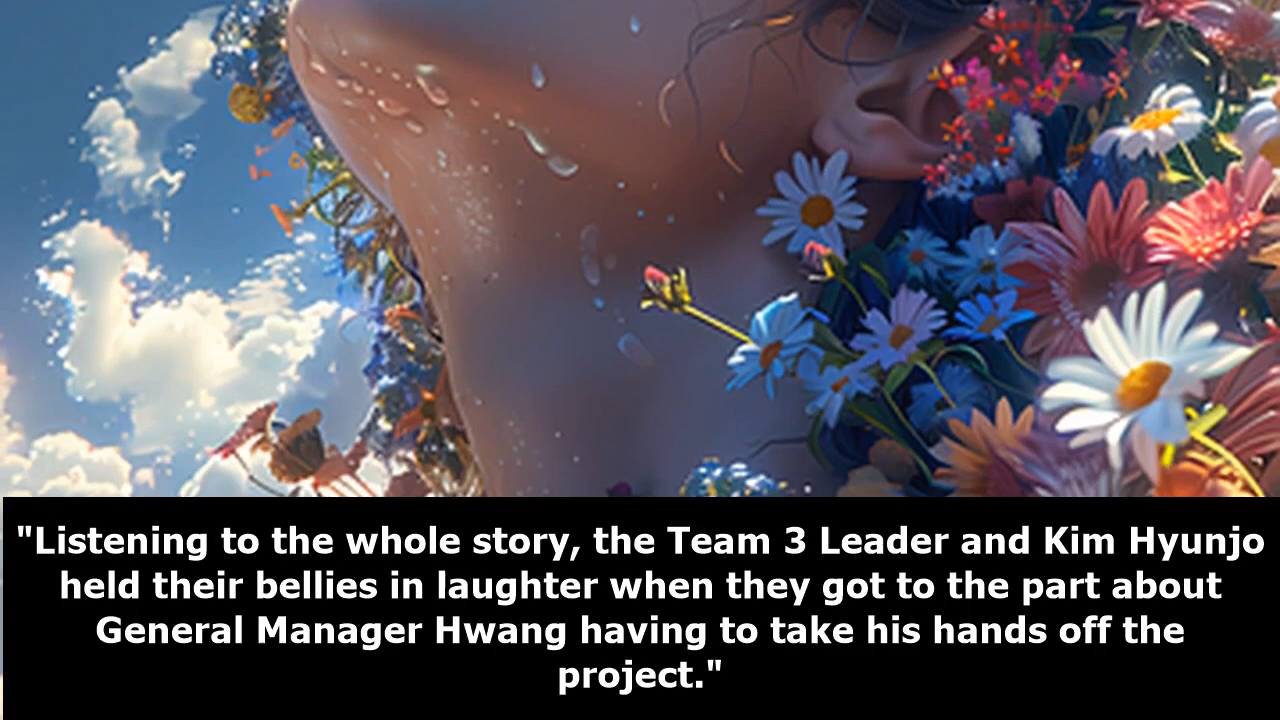 "Listening to the whole story, the Team 3 Leader and Kim Hyunjo
held their bellies in laughter when they got to the part about
General Manager Hwang having to take his hands off the
project."